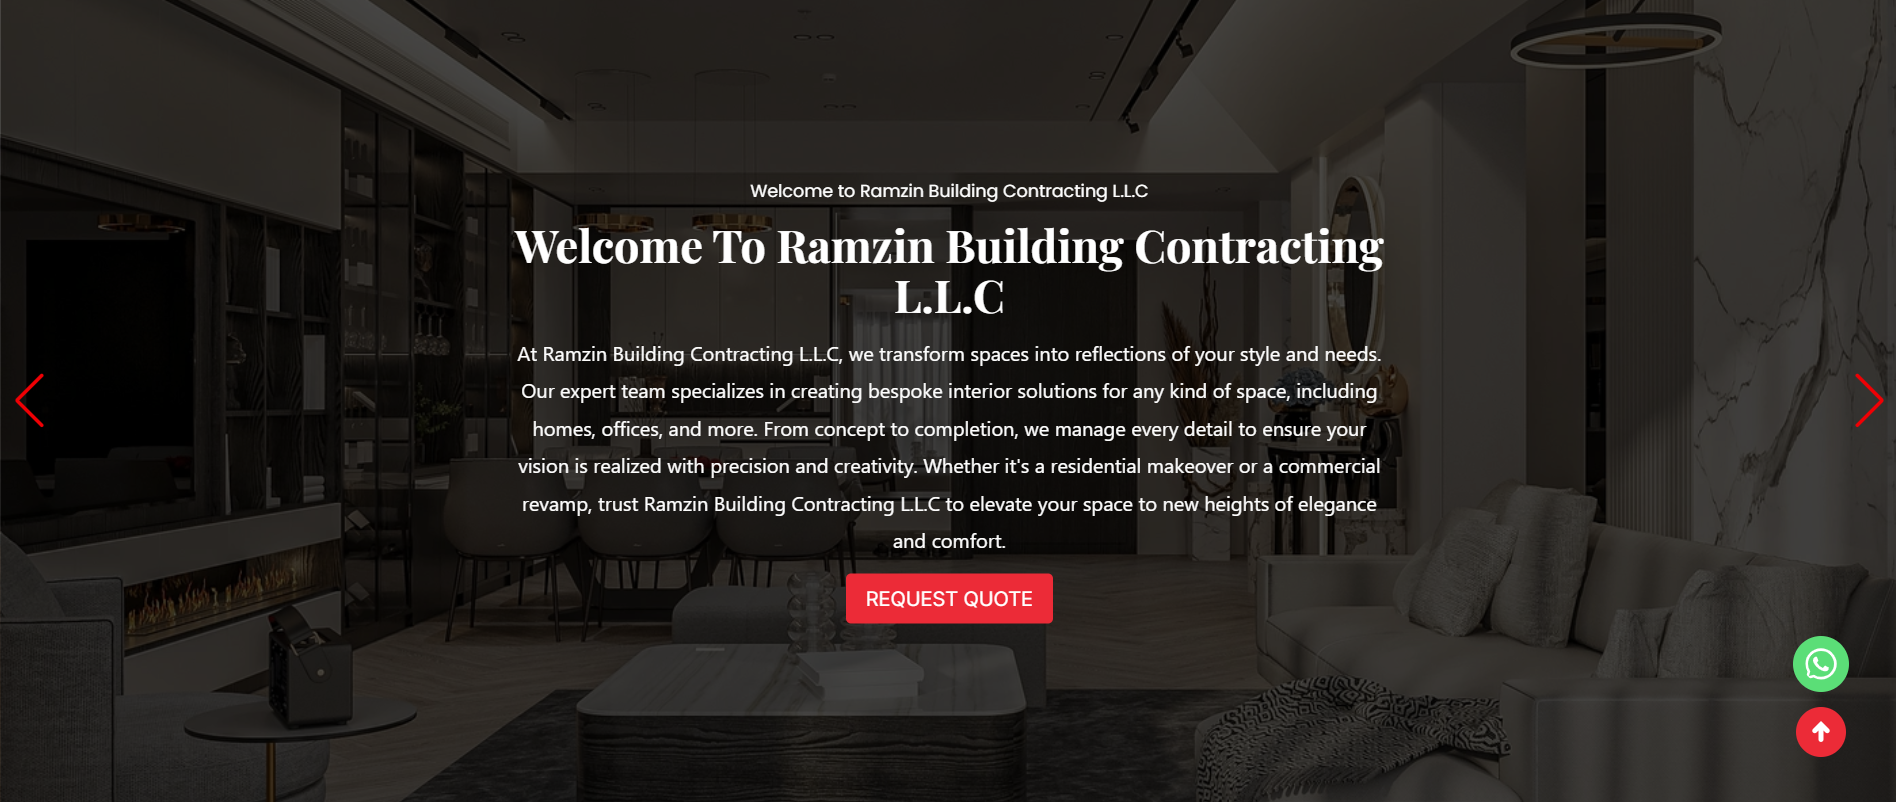 Welcome to Ramzin Building Contracting L.L.C
Welcome To Ramzin Building Contracting
L.L.C
At Ramzin Building Contracting L.L.C, we transform spaces into reflections of your style and needs.
Our expert team specializes in creating bespoke interior solutions for any kind of space, including
homes, offices, and more. From concept to completion, we manage every detail to ensure your
vision is realized with precision and creativity. Whether it's a residential makeover or a commercial
revamp, trust Ramzin Building Contracting L.L.C to elevate your space to new heights of elegance
and comfort.
REQUEST QUOTE